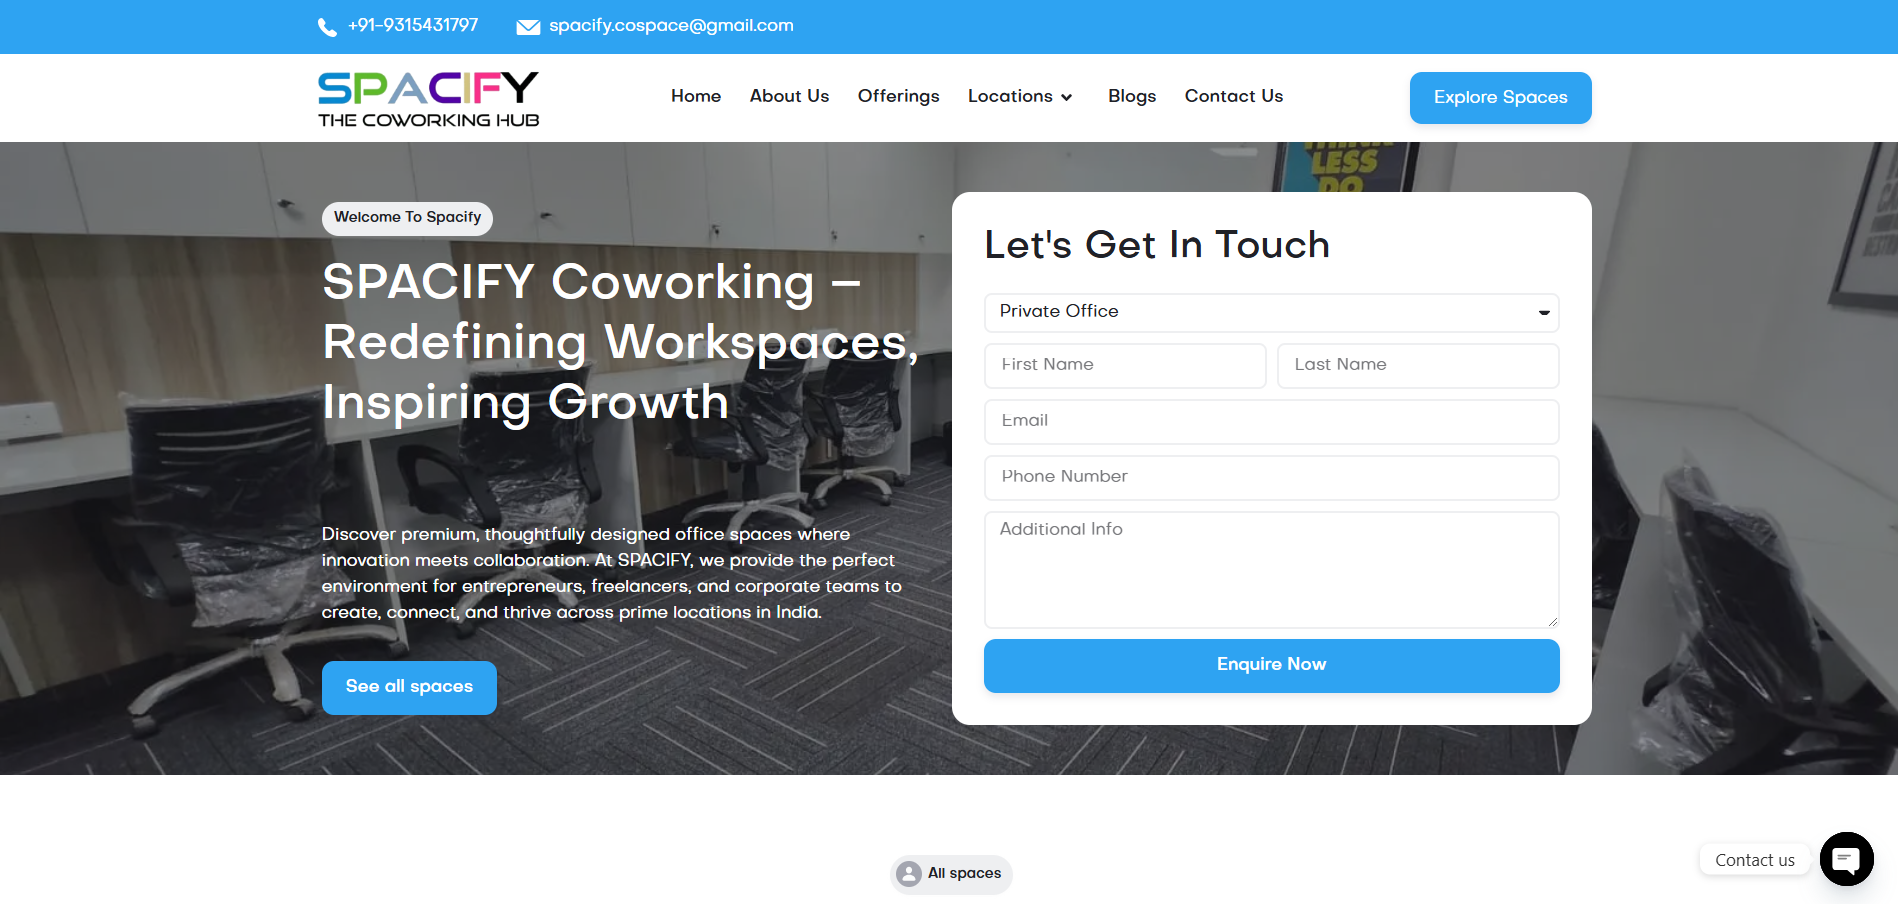 +91-9315431797
spacify.cospace@gmail.com
SPACIFY
THE COWORKING HUB
Home
About Us
Offerings
Locations
Blogs
Contact Us
Explore Spaces
THINK
LESS
DO
Welcome To Spacify
SPACIFY Coworking –
Redefining Workspaces,
Inspiring Growth
Discover premium, thoughtfully designed office spaces where
innovation meets collaboration. At SPACIFY, we provide the perfect
environment for entrepreneurs, freelancers, and corporate teams to
create, connect, and thrive across prime locations in India.
See all spaces
Let's Get In Touch
Private Office
First Name
Last Name
Email
Phone Number
Additional Info
Enquire Now
All spaces
Contact us